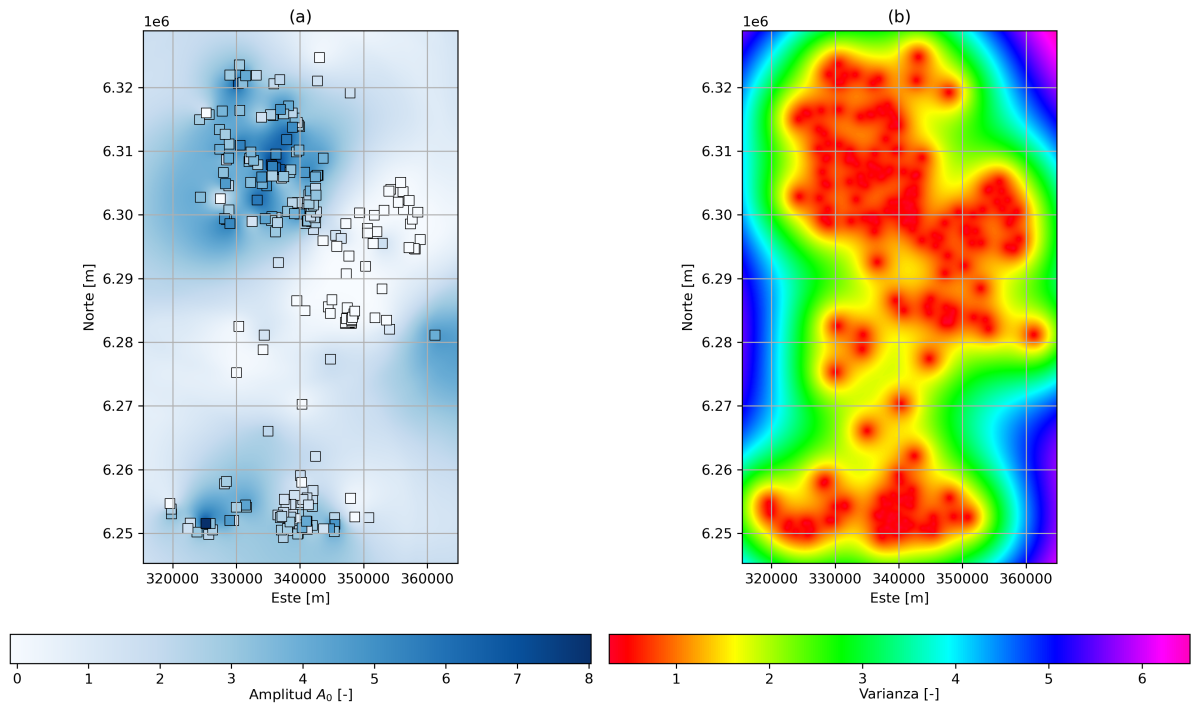 (a)
1e6
6.32
6.31
6.30
6.29
6.28
6.27
6.26
6.25
Norte [m]
320000 330000 340000 350000 360000
Este [m]
0 1 2 3 4 5 6 7 8
Amplitud A₀ [-]
(b)
1e6
6.32
6.31
6.30
6.29
6.28
6.27
6.26
6.25
Norte [m]
320000 330000 340000 350000 360000
Este [m]
1 2 3 4 5 6
Varianza [-]